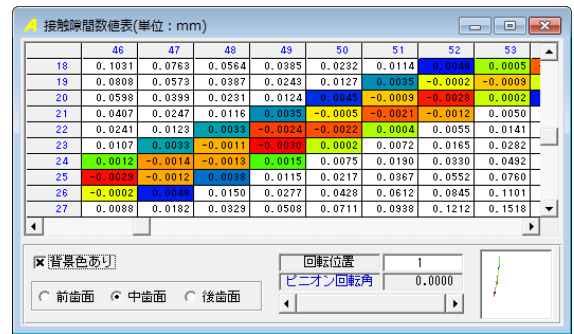 接触隙間数値表(単位：mm)
46 47 48 49 50 51 52 53
18 0.1031 0.0763 0.0564 0.0385 0.0232 0.0114 0.0043 0.0005
19 0.0808 0.0573 0.0387 0.0243 0.0127 0.0035 -0.0002 -0.0009
20 0.0598 0.0399 0.0231 0.0124 0.0045 -0.0009 -0.0028 0.0002
21 0.0407 0.0247 0.0116 0.0035 -0.0005 -0.0021 -0.0012 0.0050
22 0.0241 0.0123 0.0033 -0.0024 -0.0022 0.0004 0.0055 0.0141
23 0.0107 0.0033 -0.0011 -0.0030 0.0002 0.0072 0.0165 0.0282
24 0.0012 -0.0014 -0.0013 0.0015 0.0075 0.0190 0.0330 0.0492
25 -0.0029 -0.0012 0.0038 0.0115 0.0217 0.0367 0.0552 0.0760
26 -0.0002 0.0048 0.0150 0.0277 0.0428 0.0612 0.0845 0.1101
27 0.0088 0.0182 0.0329 0.0508 0.0711 0.0938 0.1212 0.1518
背景色あり
回転位置 1
ピニオン回転角 0.0000
前歯面 中歯面 後歯面